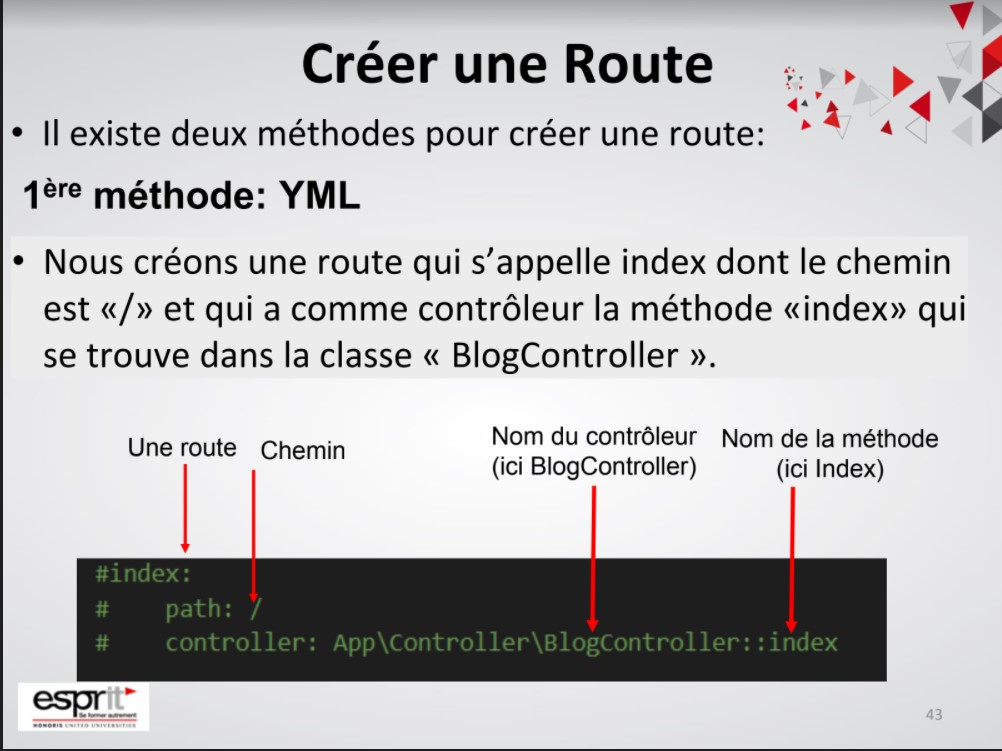 Créer une Route
• Il existe deux méthodes pour créer une route:
1ère méthode: YML
• Nous créons une route qui s’appelle index dont le chemin
est «/» et qui a comme contrôleur la méthode «index» qui
se trouve dans la classe « BlogController ».
Une route
Chemin
Nom du contrôleur
(ici BlogController)
Nom de la méthode
(ici Index)
#index:
#    path: /
#    controller: App\Controller\BlogController::index
esprit
Se former autrement
HONORIS UNITED UNIVERSITIES
43